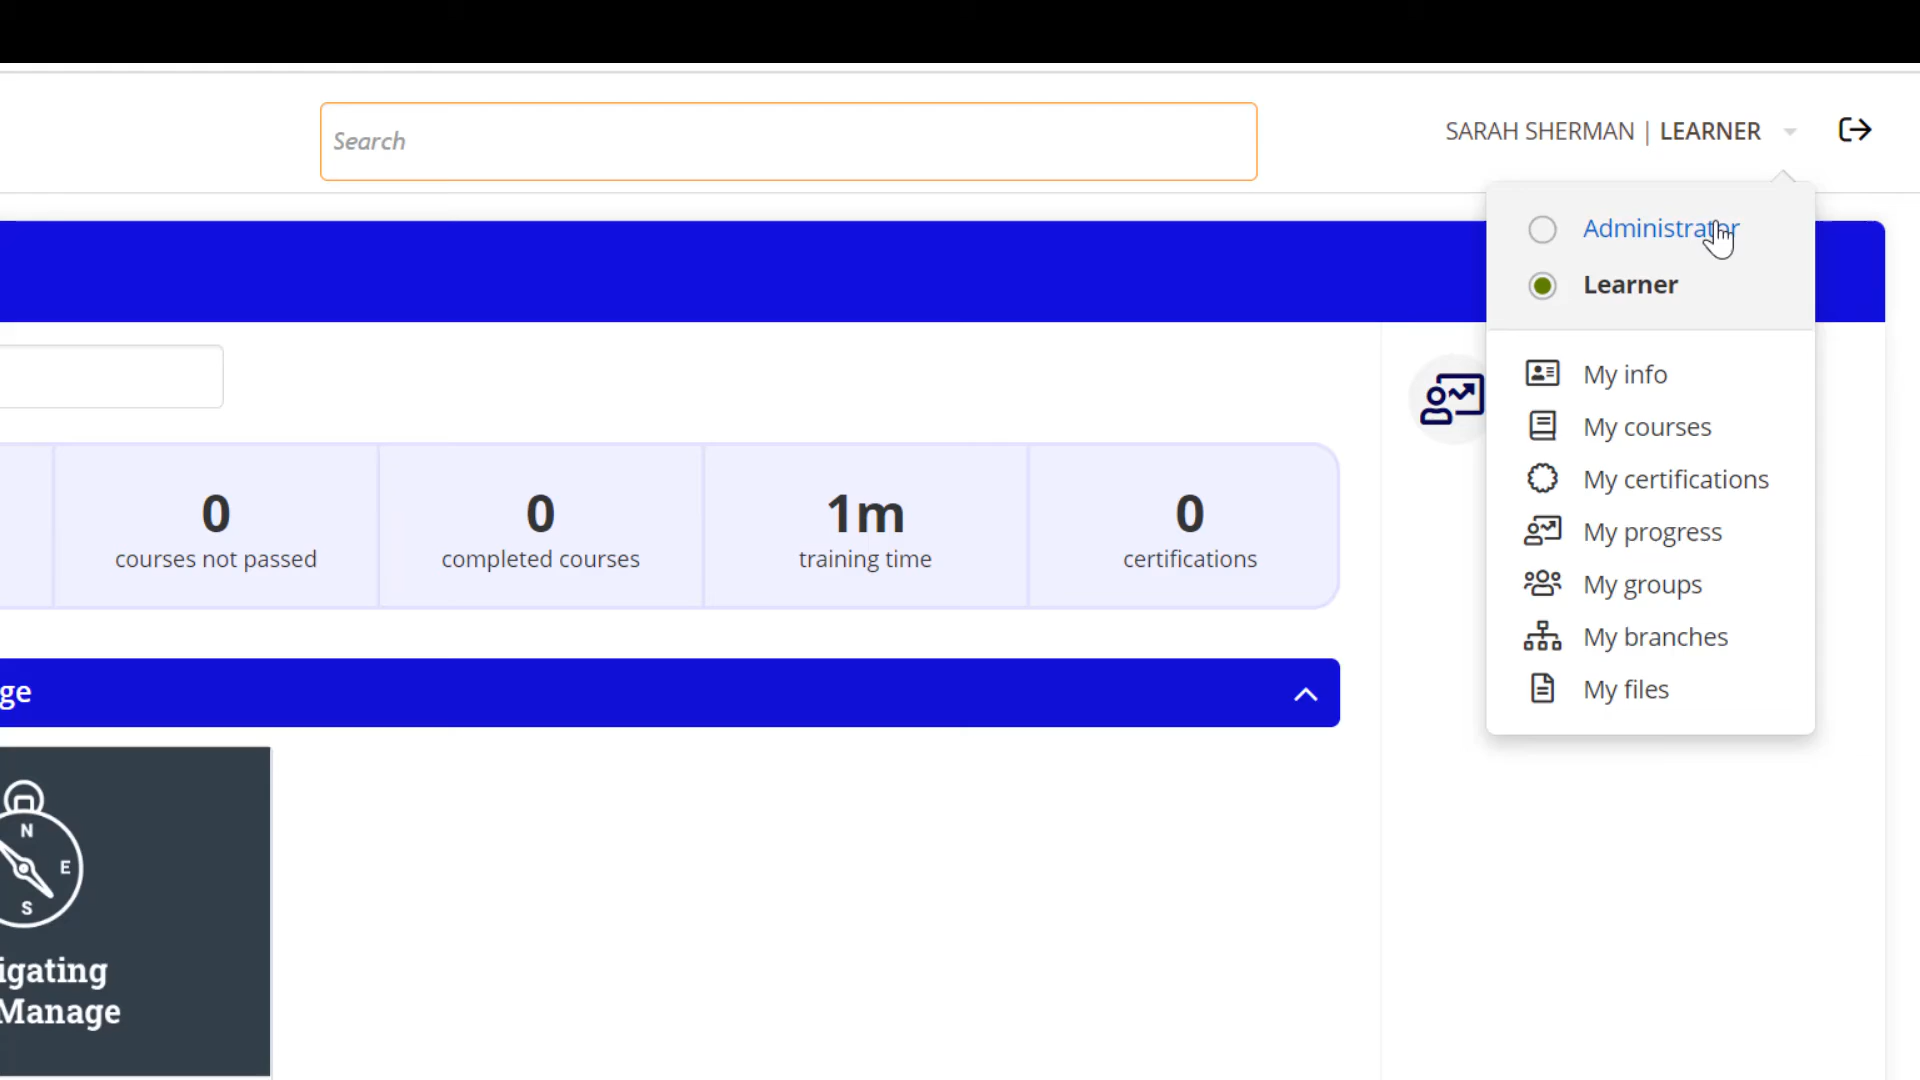 Search
SARAH SHERMAN | LEARNER
Administrator
Learner
My info
My courses
My certifications
My progress
My groups
My branches
My files
0
courses not passed
0
completed courses
1m
training time
0
certifications
ge
N
E
S
igating
Manage